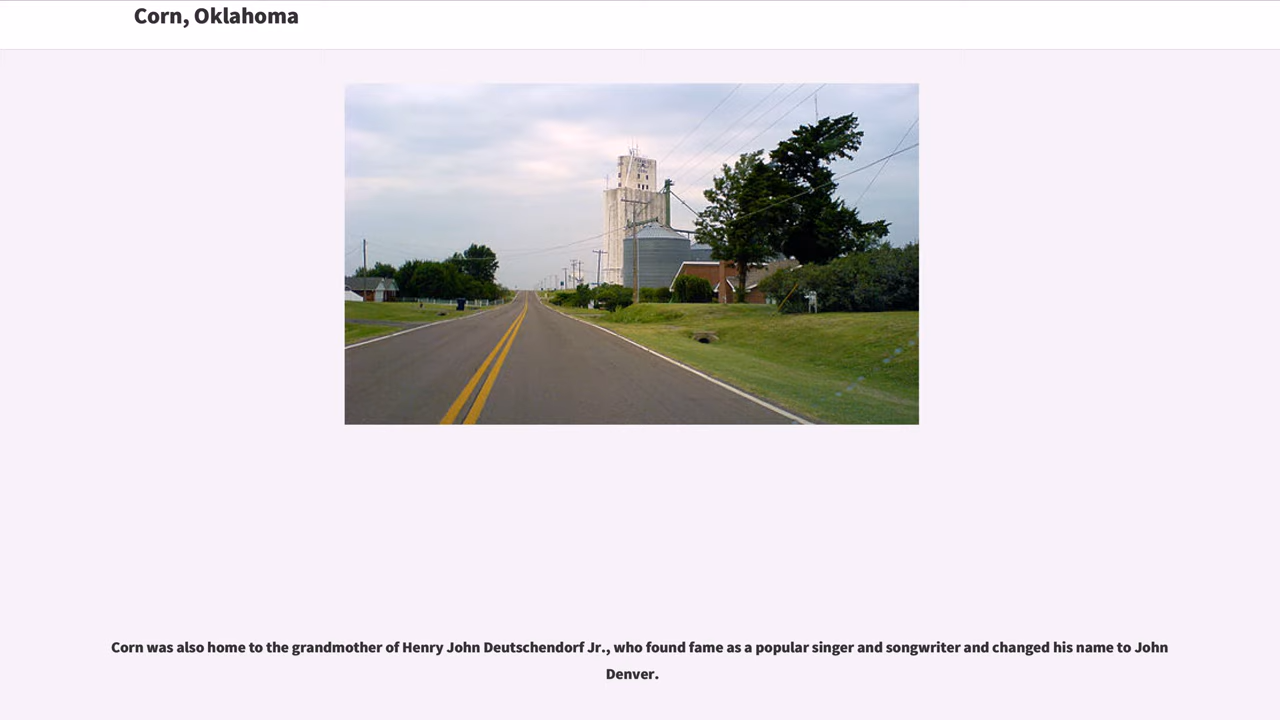 Corn, Oklahoma
Corn was also home to the grandmother of Henry John Deutschendorf Jr., who found fame as a popular singer and songwriter and changed his name to John
Denver.